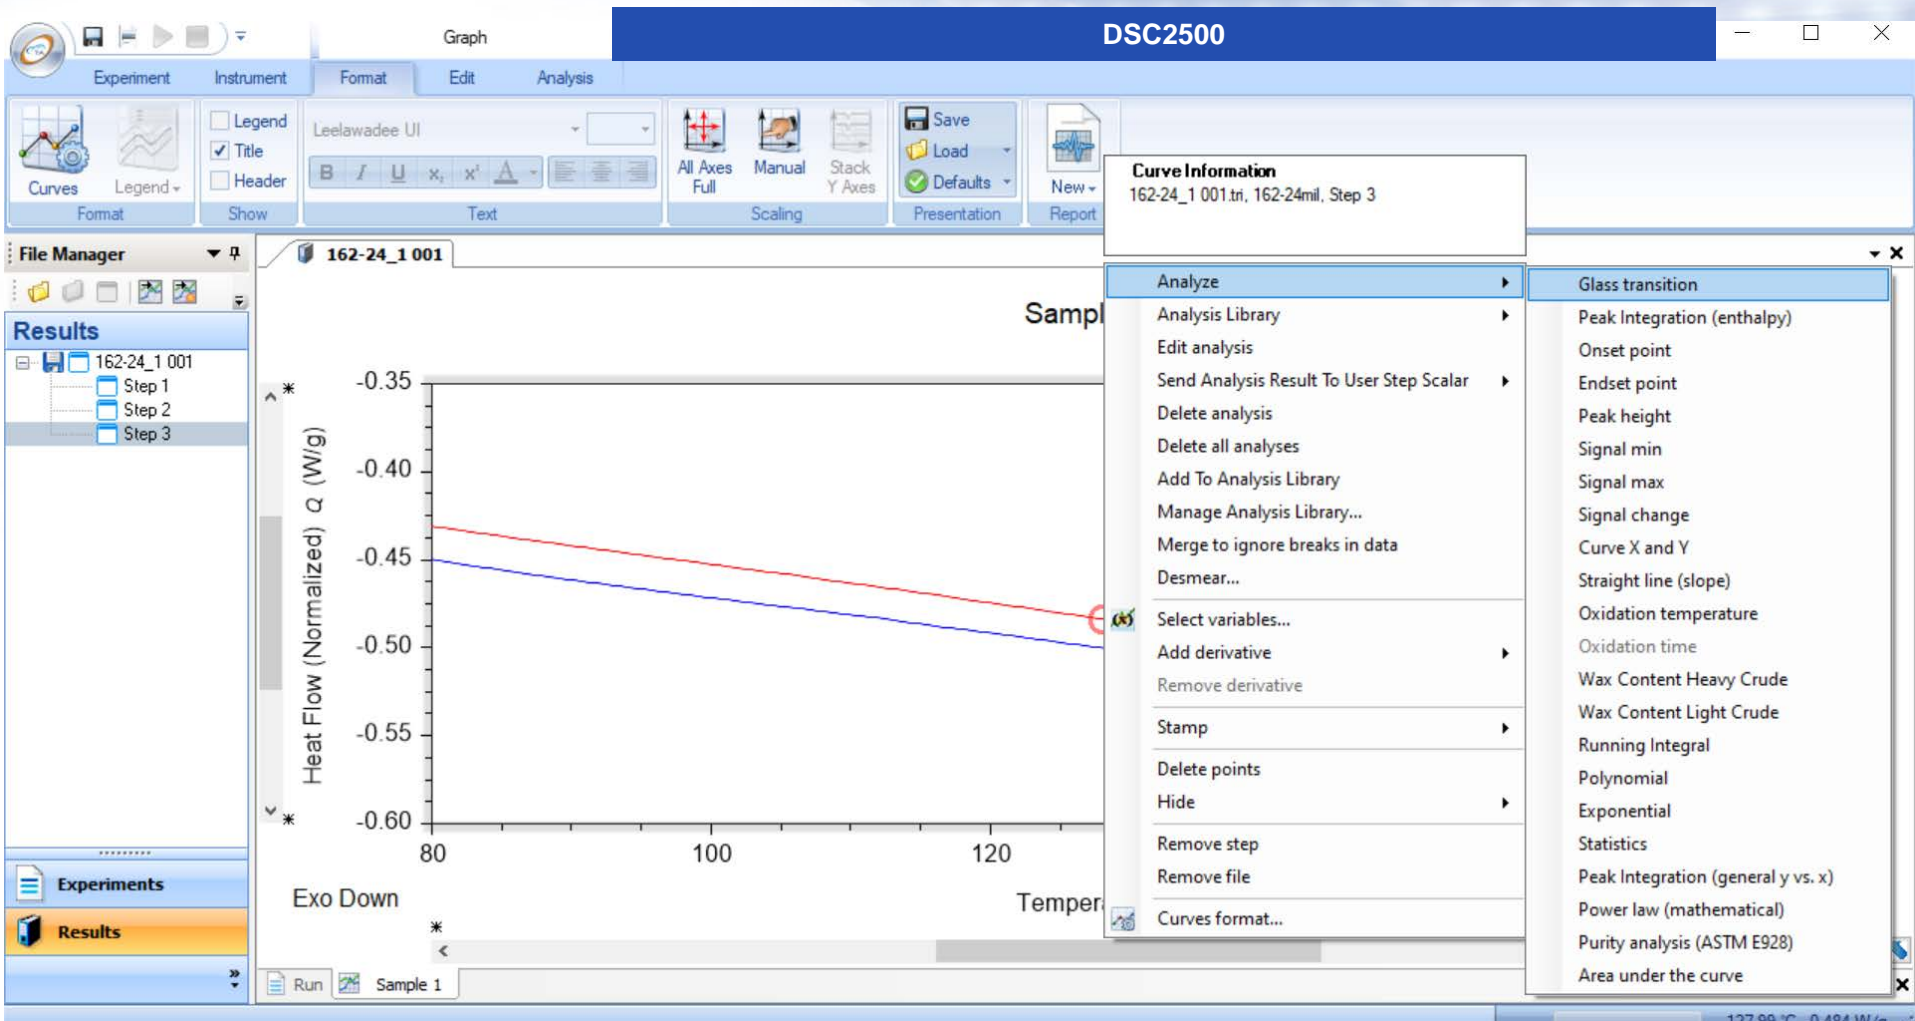 Graph
DSC2500
Experiment Instrument Format Edit Analysis
Curves
Legend
Format
Legend
Title
Header
Show
Leelawadee UI
B I U x, x' A
Text
All Axes Full
Manual
Stack Y Axes
Scaling
Save
Load
Defaults
Presentation
New
Report
Curve Information
162-24_1 001.tri, 162-24mil, Step 3
File Manager
Results
162-24_1 001
Step 1
Step 2
Step 3
Experiments
Results
162-24_1 001
Sampl
Heat Flow (Normalized) Q (W/g)
-0.35
-0.40
-0.45
-0.50
-0.55
-0.60
80 100 120
Exo Down
Temper
Run
Sample 1
Analyze
Analysis Library
Edit analysis
Send Analysis Result To User Step Scalar
Delete analysis
Delete all analyses
Add To Analysis Library
Manage Analysis Library...
Merge to ignore breaks in data
Desmear...
(x) Select variables...
Add derivative
Remove derivative
Stamp
Delete points
Hide
Remove step
Remove file
Curves format...
Glass transition
Peak Integration (enthalpy)
Onset point
Endset point
Peak height
Signal min
Signal max
Signal change
Curve X and Y
Straight line (slope)
Oxidation temperature
Oxidation time
Wax Content Heavy Crude
Wax Content Light Crude
Running Integral
Polynomial
Exponential
Statistics
Peak Integration (general y vs. x)
Power law (mathematical)
Purity analysis (ASTM E928)
Area under the curve